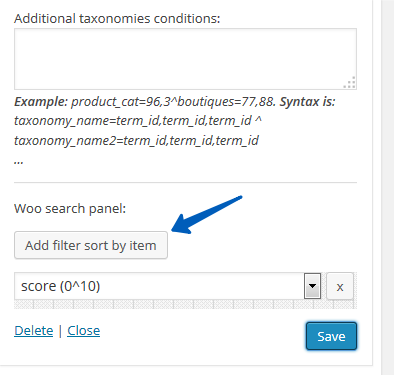 Additional taxonomies conditions:
Example: product_cat=96,3^boutiques=77,88. Syntax is:
taxonomy_name=term_id,term_id,term_id ^
taxonomy_name2=term_id,term_id,term_id
...
Woo search panel:
Add filter sort by item
score (0^10) x
Delete | Close Save